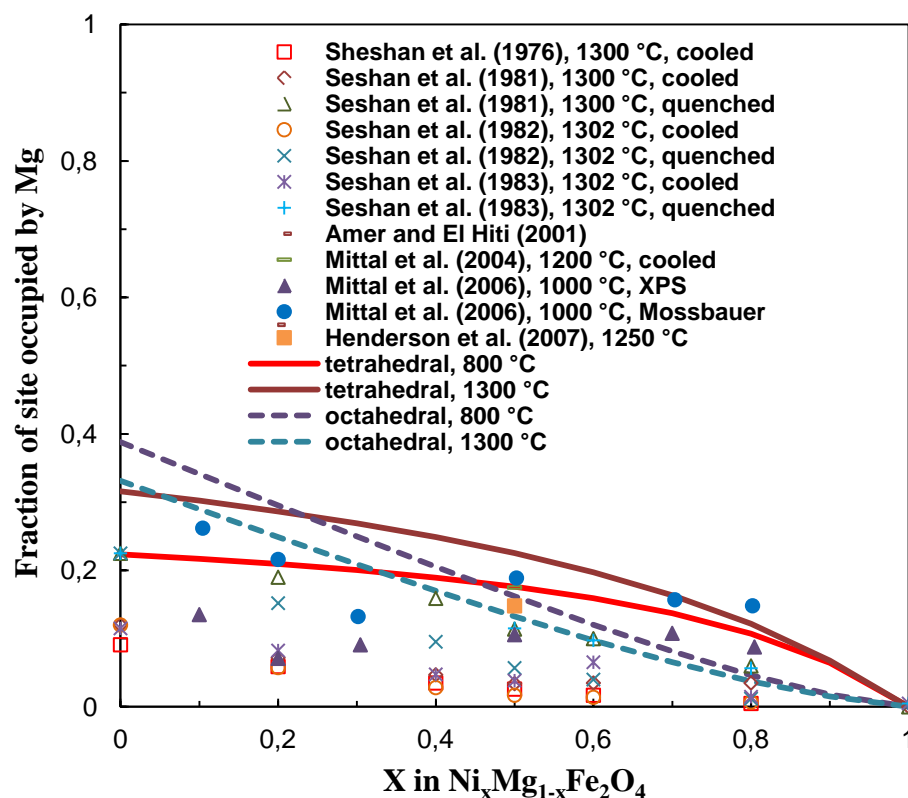 1
Sheshan et al. (1976), 1300 °C, cooled
Seshan et al. (1981), 1300 °C, cooled
Seshan et al. (1981), 1300 °C, quenched
Seshan et al. (1982), 1302 °C, cooled
Seshan et al. (1982), 1302 °C, quenched
Seshan et al. (1983), 1302 °C, cooled
Seshan et al. (1983), 1302 °C, quenched
Amer and El Hiti (2001)
Mittal et al. (2004), 1200 °C, cooled
Mittal et al. (2006), 1000 °C, XPS
Mittal et al. (2006), 1000 °C, Mossbauer
Henderson et al. (2007), 1250 °C
tetrahedral, 800 °C
tetrahedral, 1300 °C
octahedral, 800 °C
octahedral, 1300 °C
0,8
0,6
0,4
0,2
0
Fraction of site occupied by Mg
0 0,2 0,4 0,6 0,8 1
X in NiₓMg₁₋ₓFe₂O₄